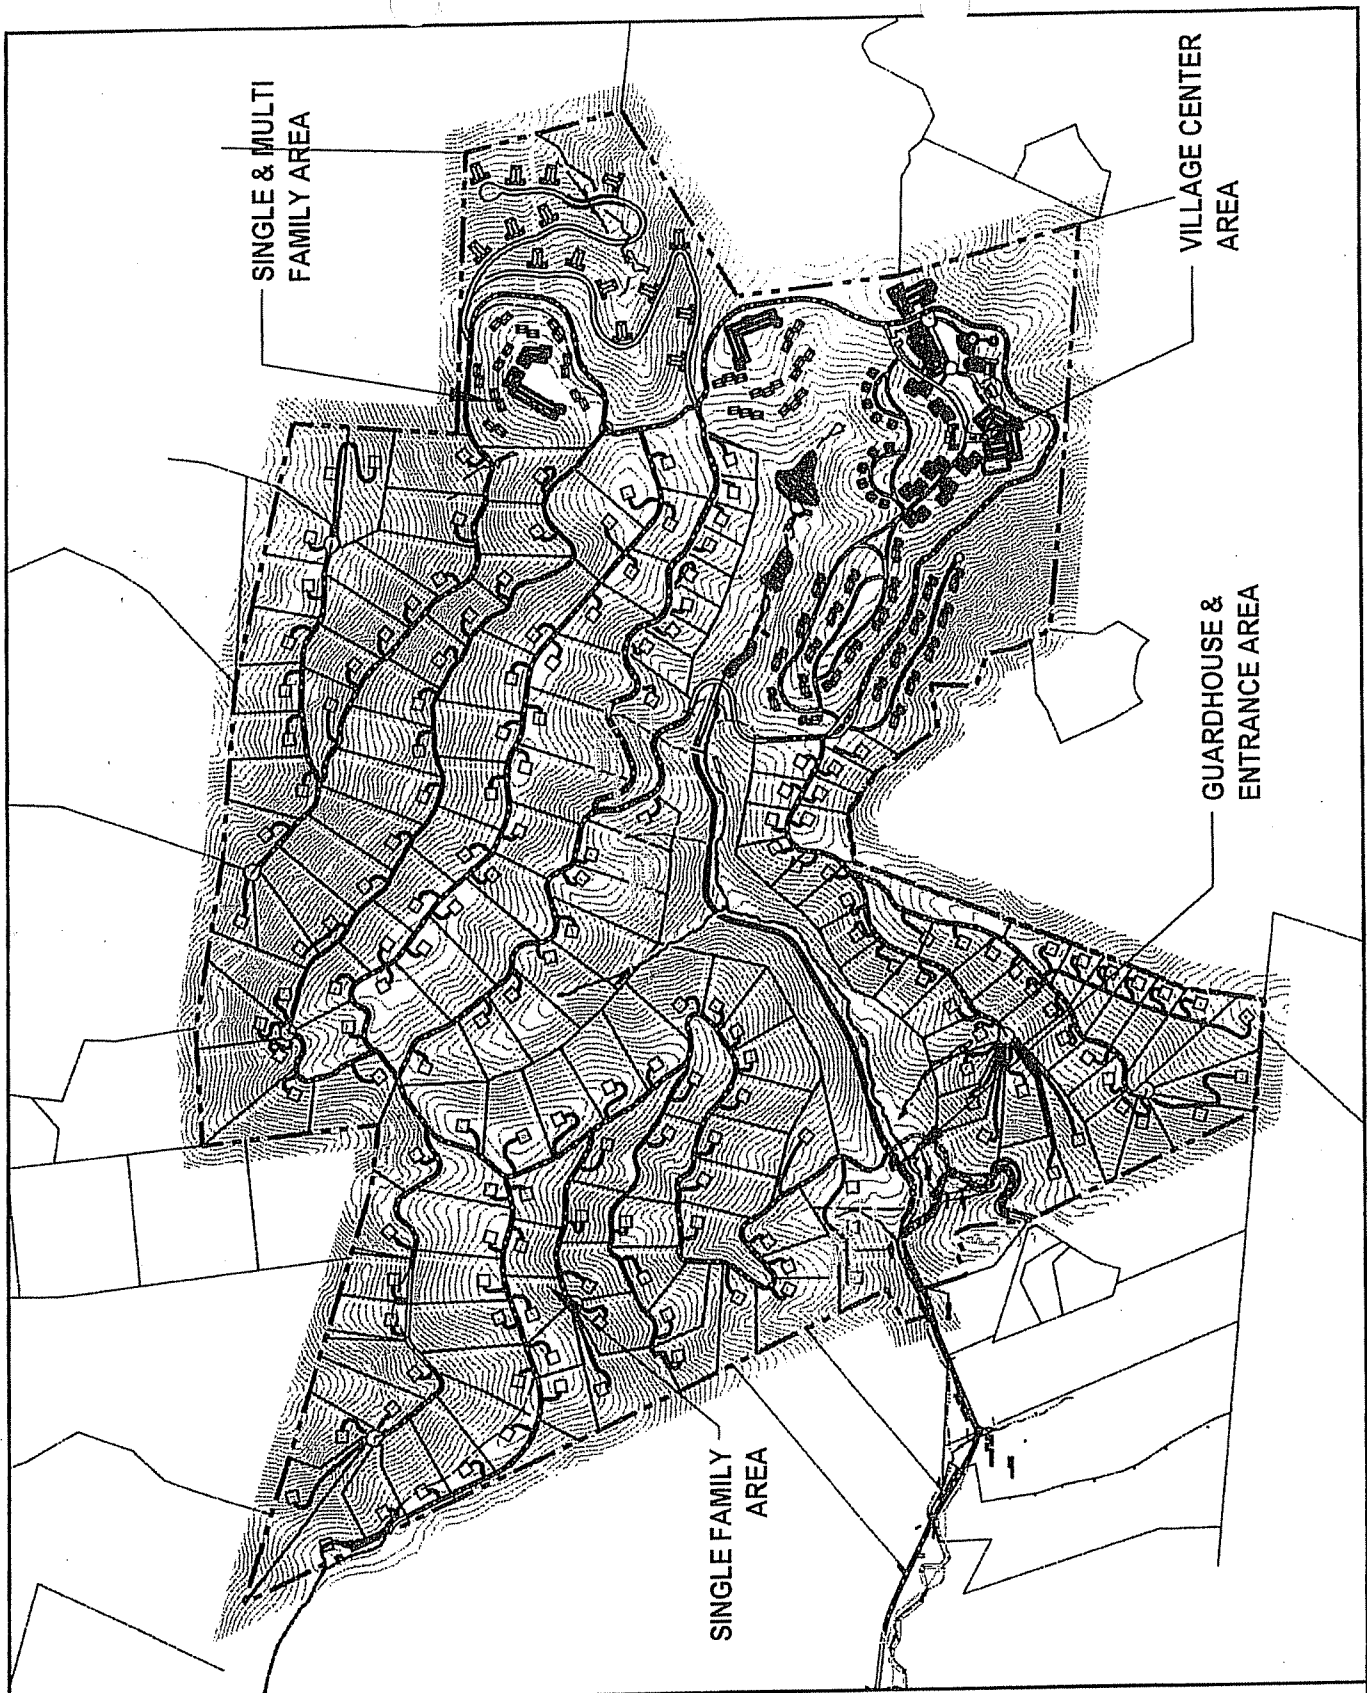 SINGLE & MULTI
FAMILY AREA
VILLAGE CENTER
AREA
GUARDHOUSE &
ENTRANCE AREA
SINGLE FAMILY
AREA